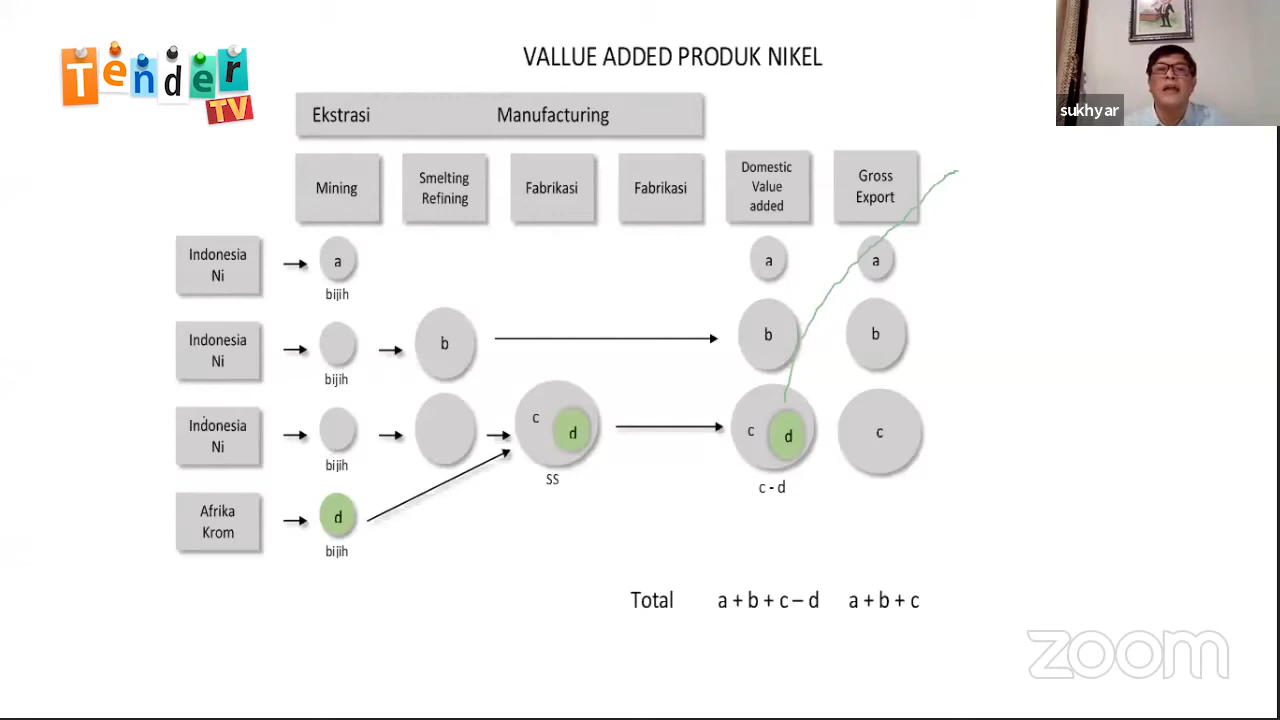 Tender
TV
VALLUE ADDED PRODUK NIKEL
sukhyar
Ekstrasi Manufacturing
Mining
Smelting
Refining
Fabrikasi
Fabrikasi
Domestic
Value
added
Gross
Export
Indonesia
Ni
a
bijih
a
a
Indonesia
Ni
bijih
b
b
b
Indonesia
Ni
bijih
c
d
SS
c
d
c - d
c
Afrika
Krom
d
bijih
Total a + b + c – d a + b + c
zoom